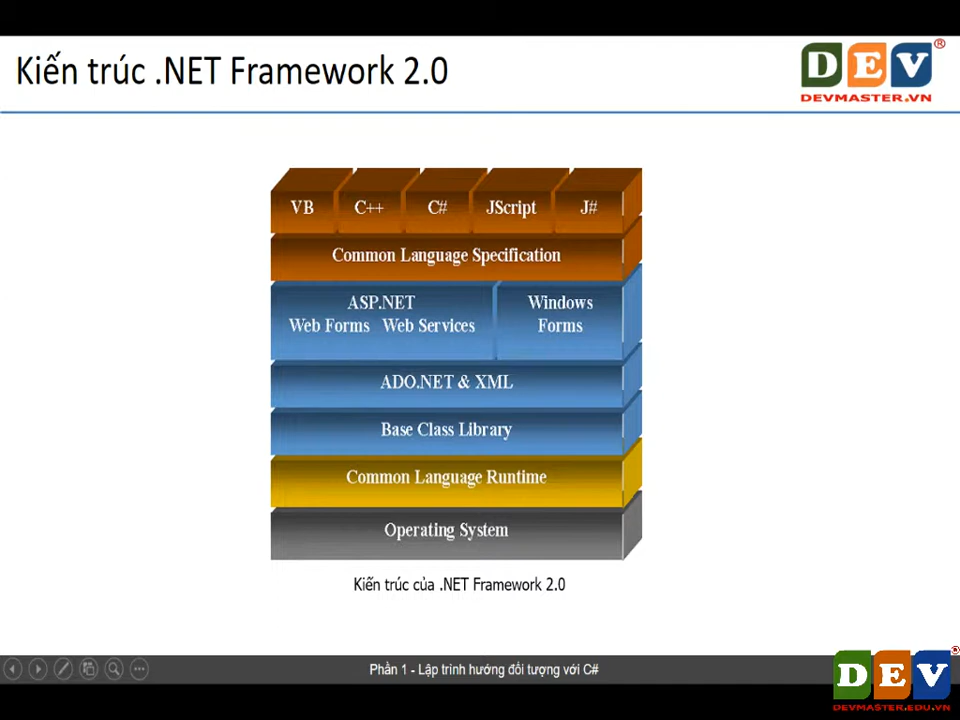 Kiến trúc .NET Framework 2.0
DEV®
DEVMASTER.VN
VB C++ C# JScript J#
Common Language Specification
ASP.NET
Web Forms Web Services
Windows
Forms
ADO.NET & XML
Base Class Library
Common Language Runtime
Operating System
Kiến trúc của .NET Framework 2.0
Phần 1 - Lập trình hướng đối tượng với C#
DEV®
DEVMASTER.EDU.VN